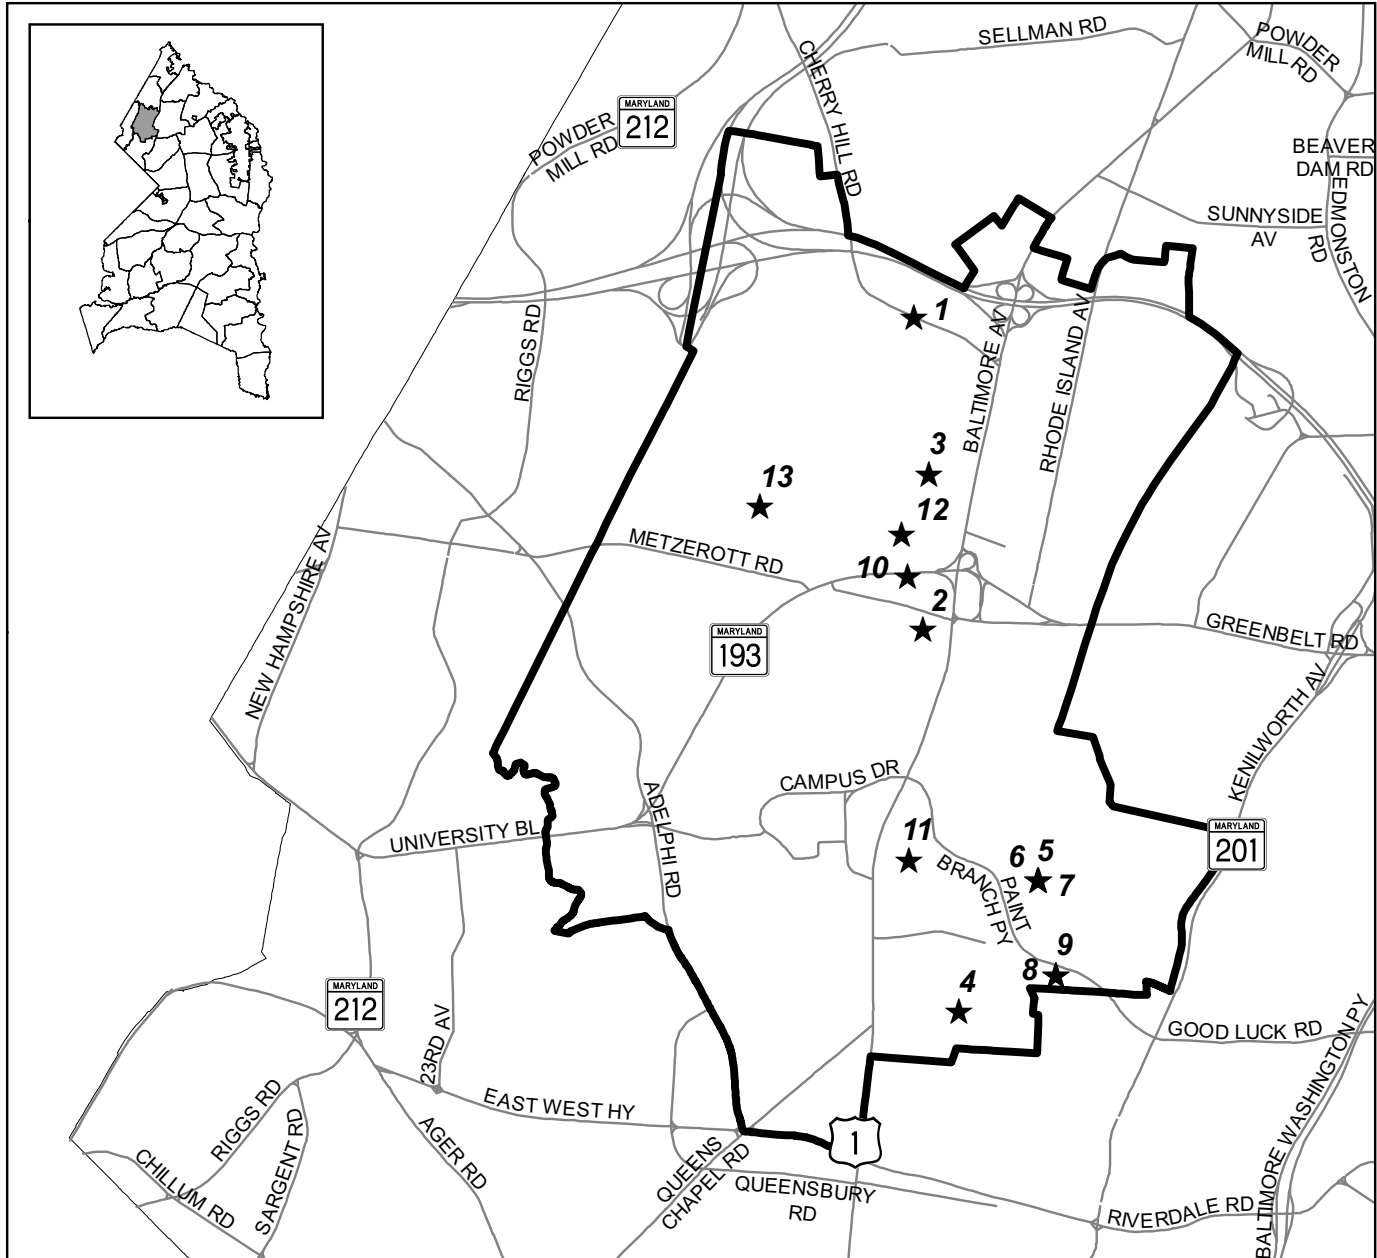 SELLMAN RD
POWDER
MILL RD
CHERRY HILL RD
MARYLAND
212
POWDER
MILL RD
BEAVER
DAM RD
EDMONSTON
RD
SUNNYSIDE
AV
RIGGS RD
1
BALTIMORE AV
RHODE ISLAND AV
3
13
12
METZEROTT RD
10
2
NEW HAMPSHIRE AV
MARYLAND
193
GREENBELT RD
KENILWORTH AV
CAMPUS DR
ADELPHI RD
UNIVERSITY BL
11
PAINT
BRANCH PY
6 5
7
MARYLAND
201
9
8
4
MARYLAND
212
23RD AV
GOOD LUCK RD
BALTIMORE WASHINGTON PY
RIGGS RD
SARGENT RD
EAST WEST HY
AGER RD
CHILLUM RD
1
QUEENS
CHAPEL RD
QUEENSBURY
RD
RIVERDALE RD